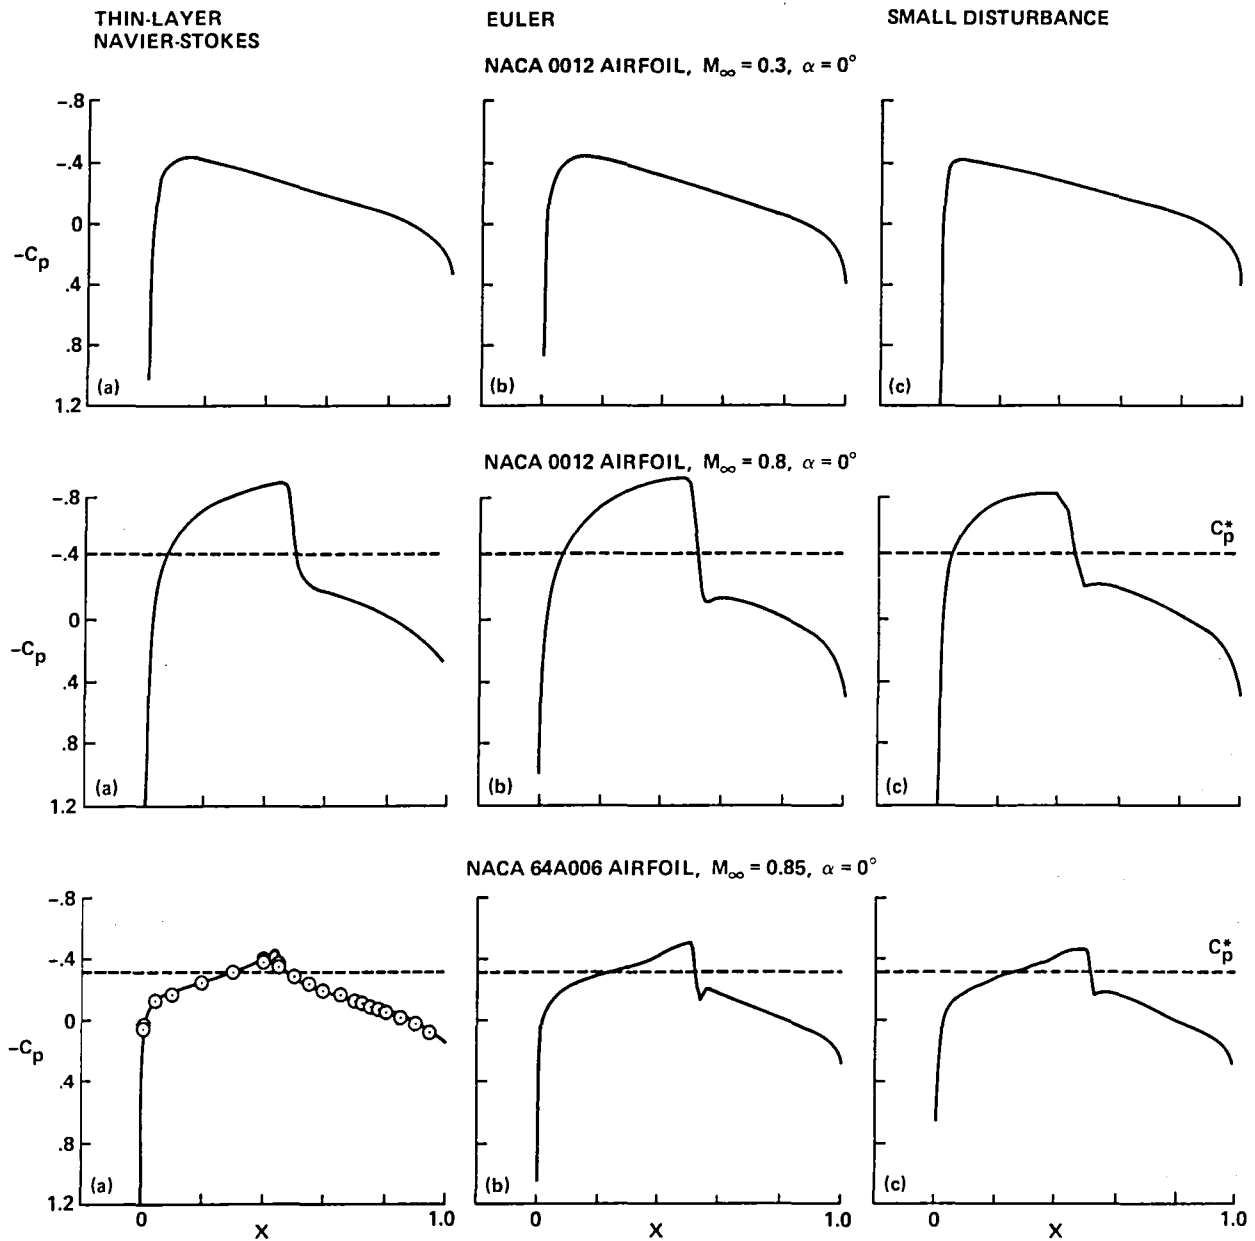 THIN-LAYER
NAVIER-STOKES
EULER
SMALL DISTURBANCE
NACA 0012 AIRFOIL, M∞ = 0.3, α = 0°
-.8
-.4
0
-Cp
.4
.8
1.2
(a)
(b)
(c)
NACA 0012 AIRFOIL, M∞ = 0.8, α = 0°
-.8
-.4
0
-Cp
.4
.8
1.2
C*p
(a)
(b)
(c)
NACA 64A006 AIRFOIL, M∞ = 0.85, α = 0°
-.8
-.4
0
-Cp
.4
.8
1.2
C*p
(a)
(b)
(c)
0 X 1.0
0 X 1.0
0 X 1.0